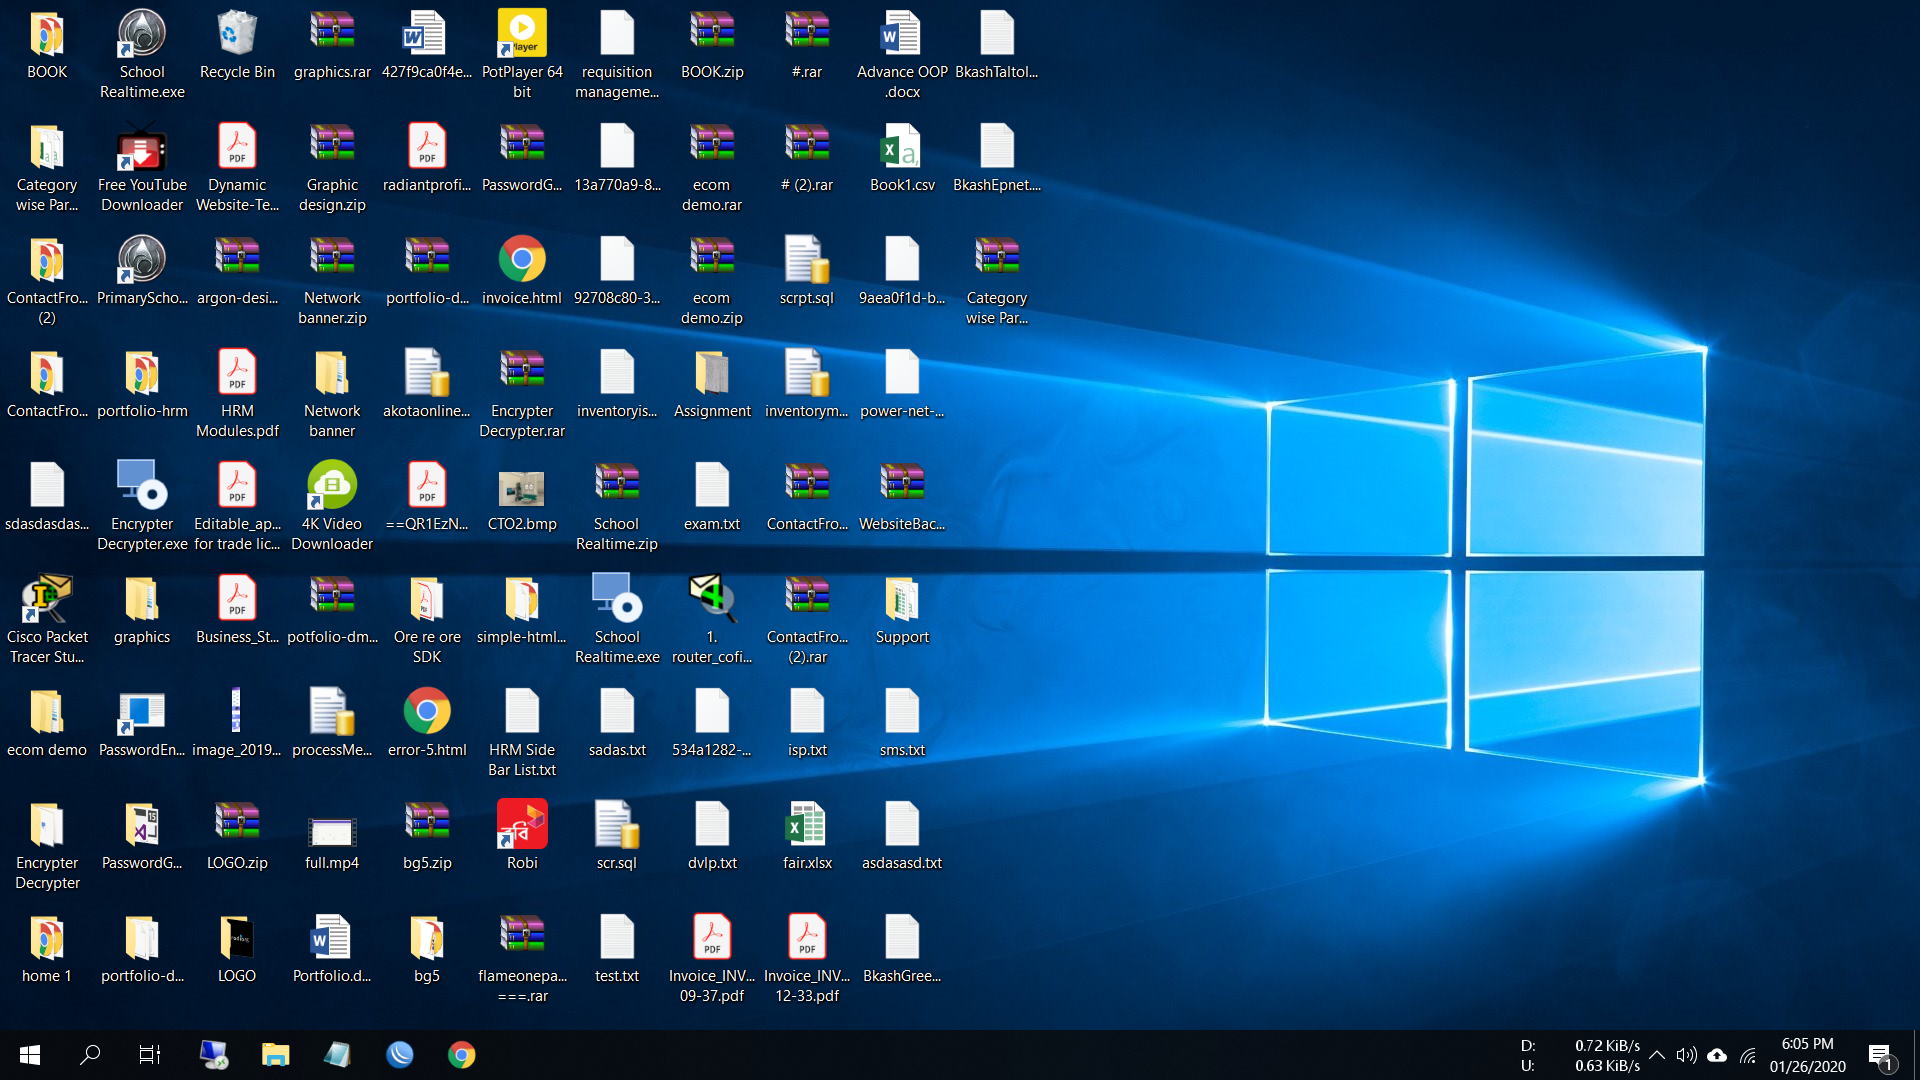 BOOK
School
Realtime.exe
Recycle Bin
graphics.rar
427f9ca0f4e...
Player
PotPlayer 64
bit
requisition
manageme...
BOOK.zip
#.rar
Advance OOP
.docx
BkashTaltol...
Category
wise Par...
Free YouTube
Downloader
PDF
Dynamic
Website-Te...
Graphic
design.zip
PDF
radiantprofi...
PasswordG...
13a770a9-8...
ecom
demo.rar
# (2).rar
Book1.csv
BkashEpnet....
ContactFro...
(2)
PrimaryScho...
argon-desi...
Network
banner.zip
portfolio-d...
invoice.html
92708c80-3...
ecom
demo.zip
scrpt.sql
9aea0f1d-b...
Category
wise Par...
ContactFro...
portfolio-hrm
PDF
HRM
Modules.pdf
Network
banner
akotaonline...
Encrypter
Decrypter.rar
inventoryis...
Assignment
inventorym...
power-net-...
sdasdasdas...
Encrypter
Decrypter.exe
PDF
Editable_ap...
for trade lic...
4K Video
Downloader
PDF
==QR1EzN...
CTO2.bmp
School
Realtime.zip
exam.txt
ContactFro...
WebsiteBac...
Cisco Packet
Tracer Stu...
graphics
PDF
Business_St...
potfolio-dm...
Ore re ore
SDK
simple-html...
School
Realtime.exe
1.
router_cofi...
ContactFro...
(2).rar
Support
ecom demo
PasswordEn...
image_2019...
processMe...
error-5.html
HRM Side
Bar List.txt
sadas.txt
534a1282-...
isp.txt
sms.txt
Encrypter
Decrypter
PasswordG...
LOGO.zip
full.mp4
bg5.zip
রবি
Robi
scr.sql
dvlp.txt
fair.xlsx
asdasasd.txt
home 1
portfolio-d...
LOGO
Portfolio.d...
bg5
flameonepa...
===.rar
test.txt
PDF
Invoice_INV...
09-37.pdf
PDF
Invoice_INV...
12-33.pdf
BkashGree...
D: 0.72 KiB/s
U: 0.63 KiB/s
6:05 PM
01/26/2020
1